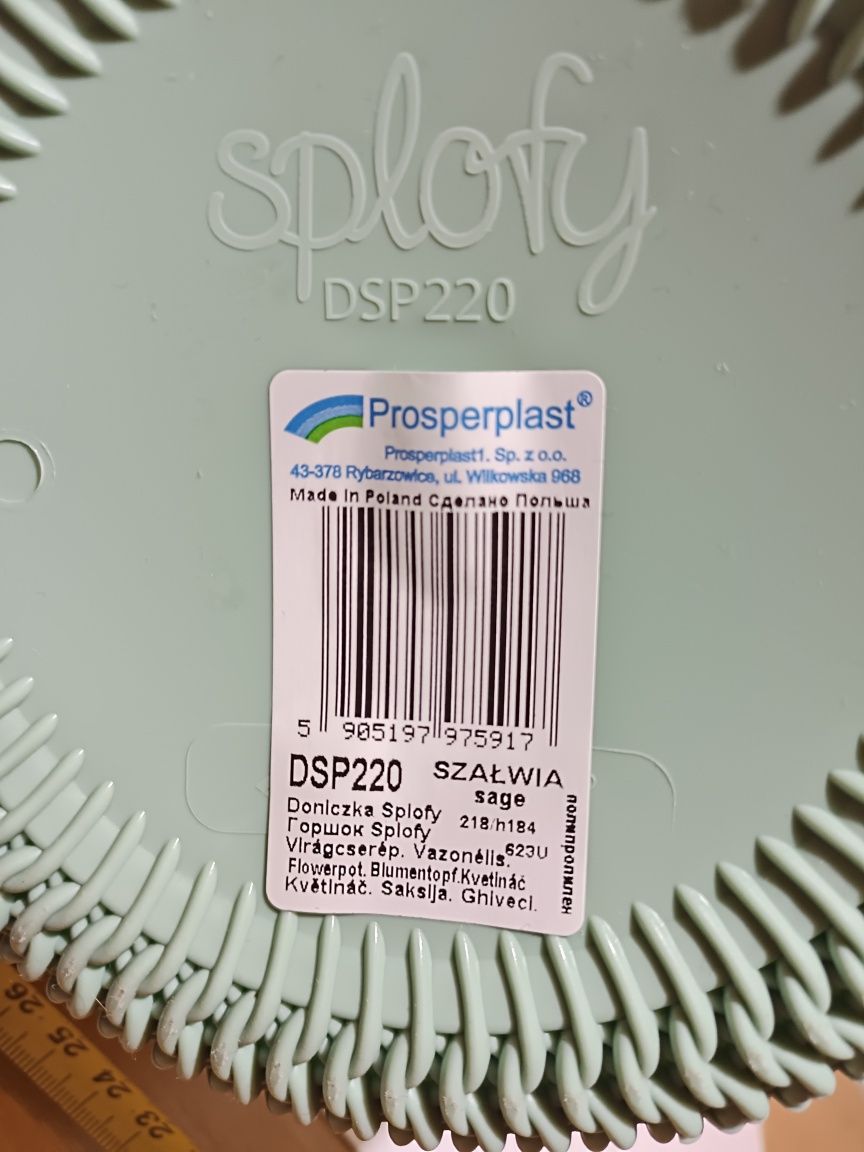 splofy
DSP220
Prosperplast®
Prosperplast1. Sp. z o.o.
43-378 Rybarzowice, ul. Wilkowska 968
Made in Poland Сделано Польша
5 905197 975917
DSP220 SZAŁWIA
sage
Doniczka Splofy 218/h184
Горшок Splofy 623U
Virágcserép. Vazonélis.
Flowerpot. Blumentopf.Kvetináč
Květináč. Saksija. Ghiveci.
полипропилен
26 25 24 23